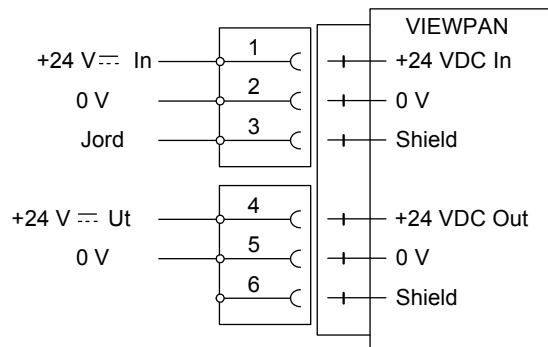 VIEWPAN
+24 V ⎓ In 1 +24 VDC In
0 V 2 0 V
Jord 3 Shield
+24 V ⎓ Ut 4 +24 VDC Out
0 V 5 0 V
6 Shield